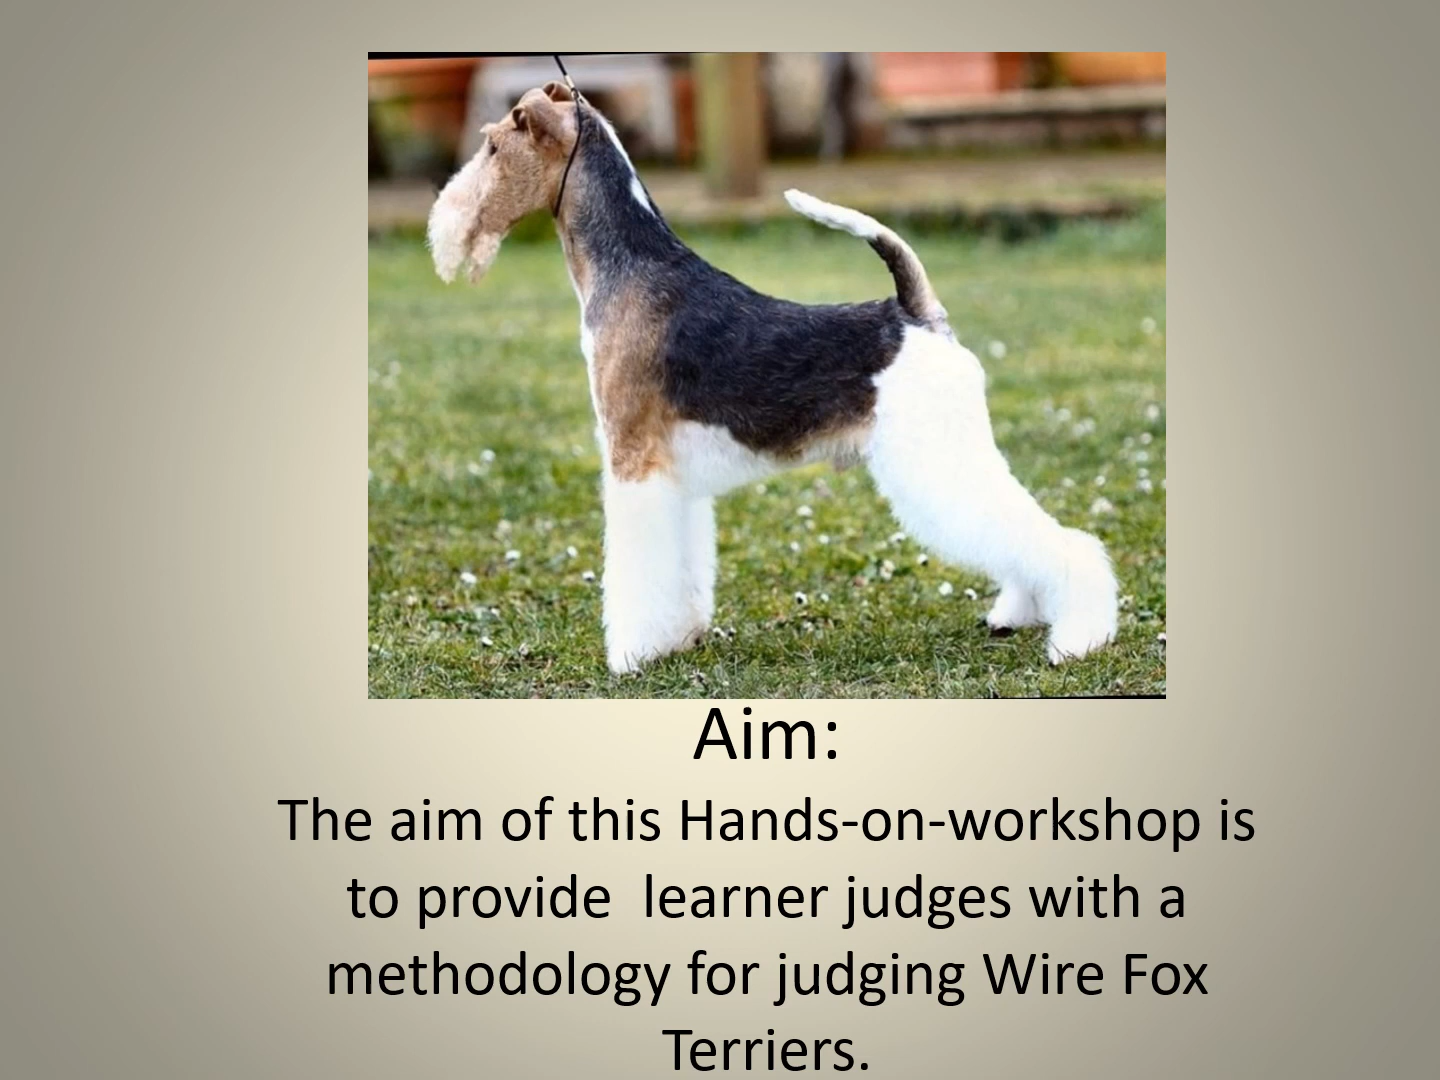 Aim:
The aim of this Hands-on-workshop is
to provide  learner judges with a
methodology for judging Wire Fox
Terriers.